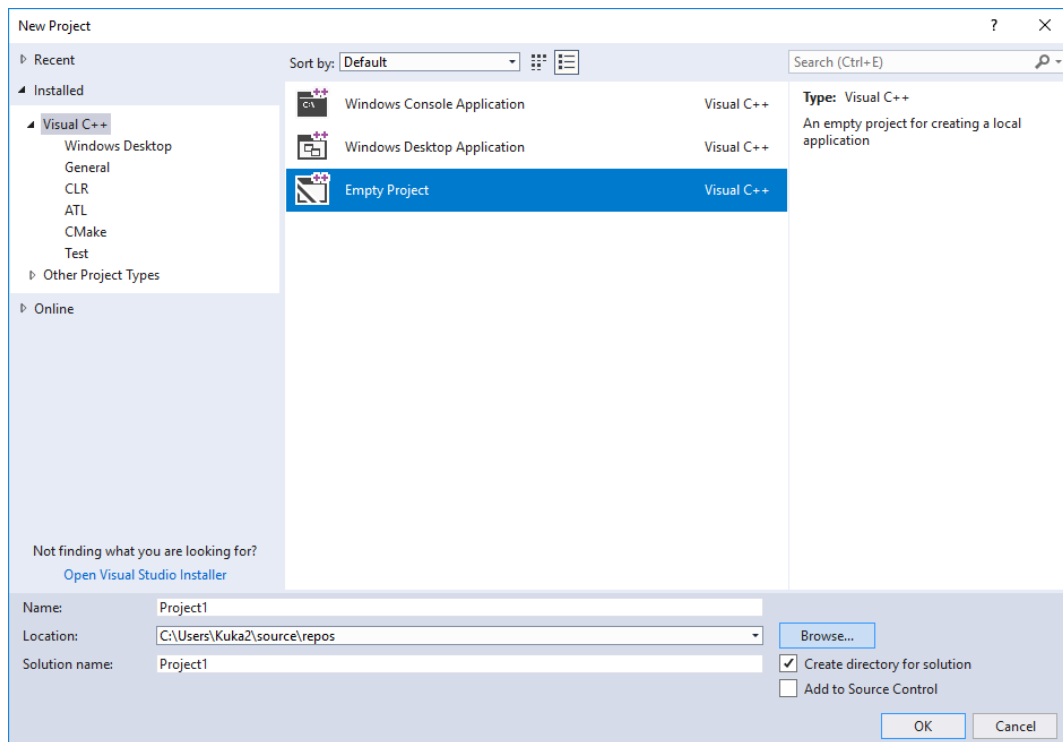 New Project
Recent
Installed
Visual C++
Windows Desktop
General
CLR
ATL
CMake
Test
Other Project Types
Online
Not finding what you are looking for?
Open Visual Studio Installer
Sort by: Default
Search (Ctrl+E)
Windows Console Application Visual C++
Windows Desktop Application Visual C++
Empty Project Visual C++
Type: Visual C++
An empty project for creating a local
application
Name: Project1
Location: C:\Users\Kuka2\source\repos Browse...
Solution name: Project1
Create directory for solution
Add to Source Control
OK Cancel